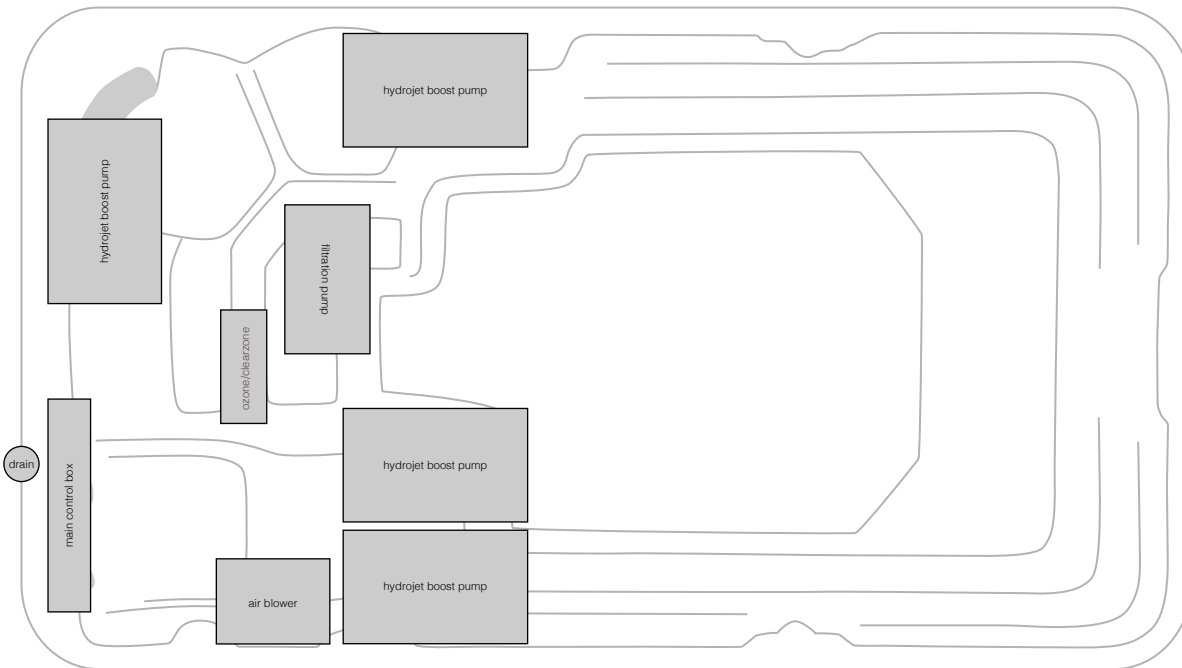 hydrojet boost pump
hydrojet boost pump
filtration pump
ozone/clearzone
drain
main control box
hydrojet boost pump
hydrojet boost pump
air blower